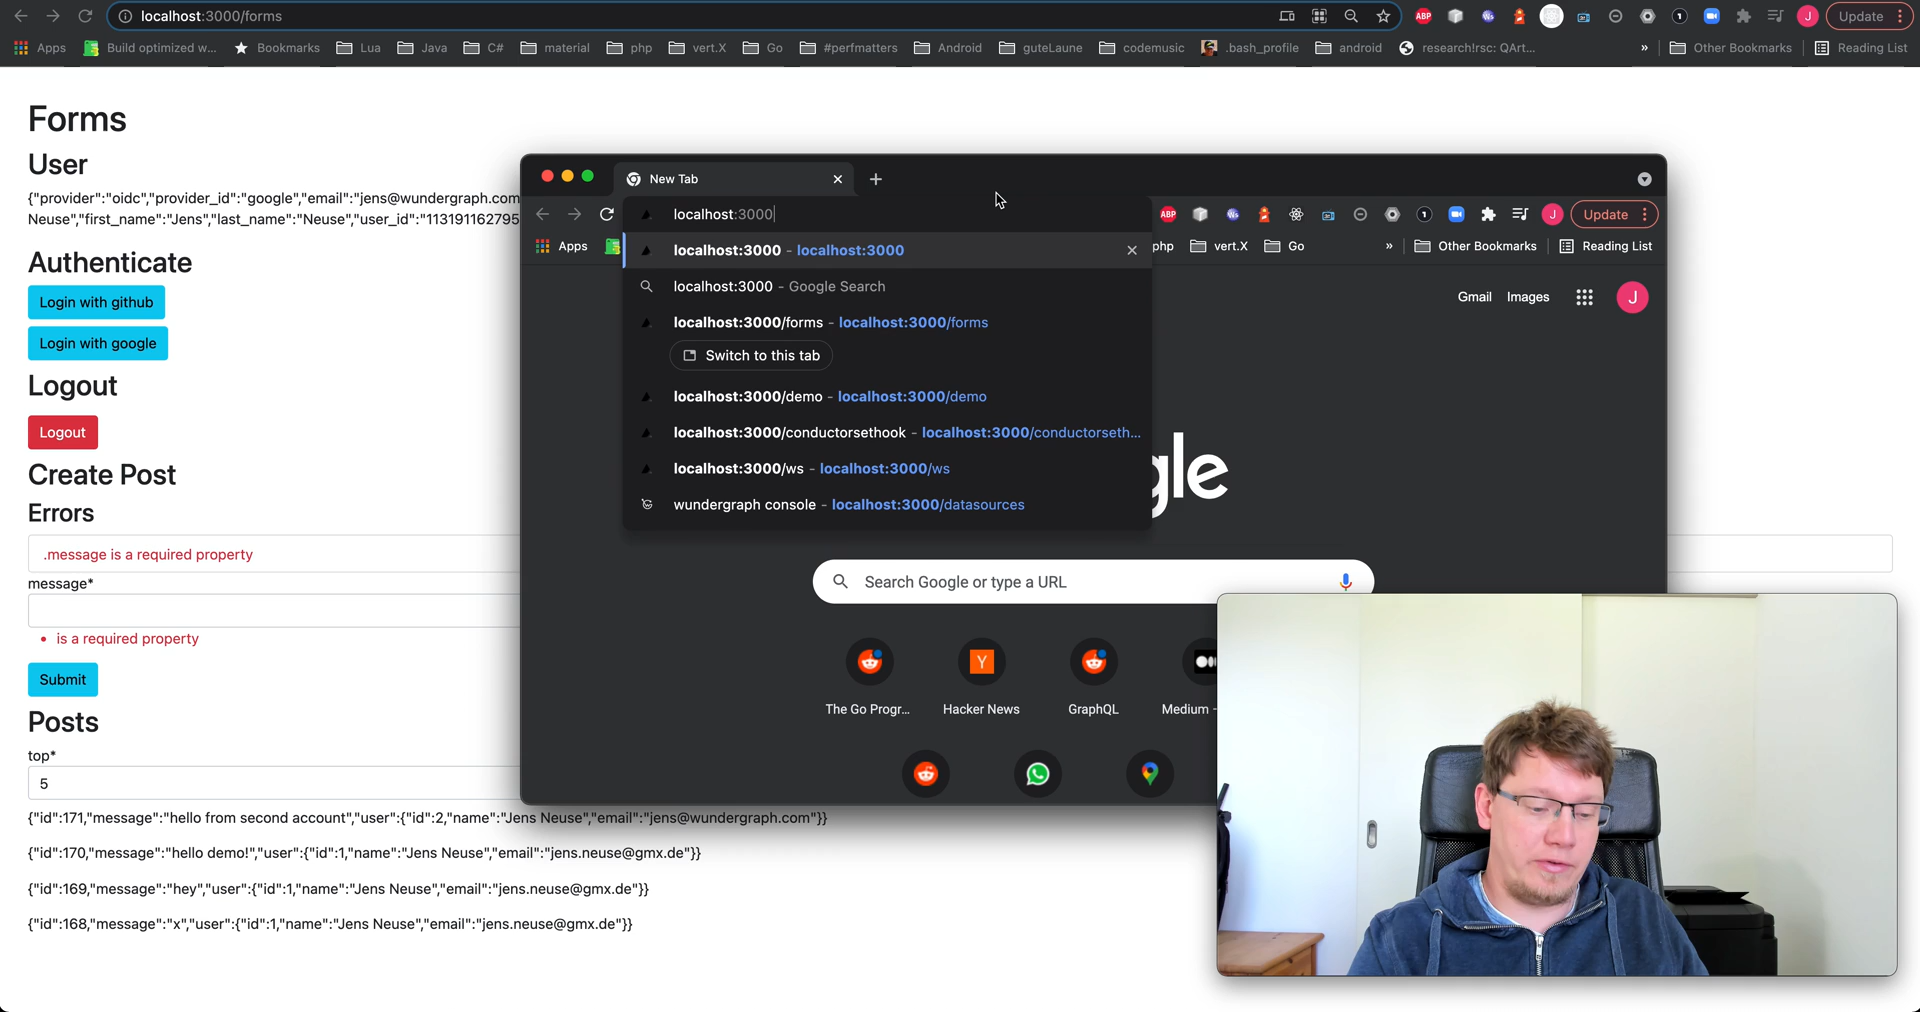 localhost:3000/forms
ABP
1
J
Update
Apps
Build optimized w...
Bookmarks
Lua
Java
C#
material
php
vert.X
Go
#perfmatters
Android
guteLaune
codemusic
.bash_profile
android
research!rsc: QArt...
»
Other Bookmarks
Reading List
Forms
User
{"provider":"oidc","provider_id":"google","email":"jens@wundergraph.com
Neuse","first_name":"Jens","last_name":"Neuse","user_id":"113191162795
Authenticate
Login with github
Login with google
Logout
Logout
Create Post
Errors
.message is a required property
message*
is a required property
Submit
Posts
top*
5
{"id":171,"message":"hello from second account","user":{"id":2,"name":"Jens Neuse","email":"jens@wundergraph.com"}}
{"id":170,"message":"hello demo!","user":{"id":1,"name":"Jens Neuse","email":"jens.neuse@gmx.de"}}
{"id":169,"message":"hey","user":{"id":1,"name":"Jens Neuse","email":"jens.neuse@gmx.de"}}
{"id":168,"message":"x","user":{"id":1,"name":"Jens Neuse","email":"jens.neuse@gmx.de"}}
New Tab
localhost:3000
ABP
1
J
Update
Apps
php
vert.X
Go
»
Other Bookmarks
Reading List
localhost:3000 - localhost:3000
localhost:3000 - Google Search
localhost:3000/forms - localhost:3000/forms
Switch to this tab
localhost:3000/demo - localhost:3000/demo
localhost:3000/conductorsethook - localhost:3000/conductorseth...
localhost:3000/ws - localhost:3000/ws
wundergraph console - localhost:3000/datasources
Gmail
Images
J
gle
Search Google or type a URL
Y
The Go Progr...
Hacker News
GraphQL
Medium -